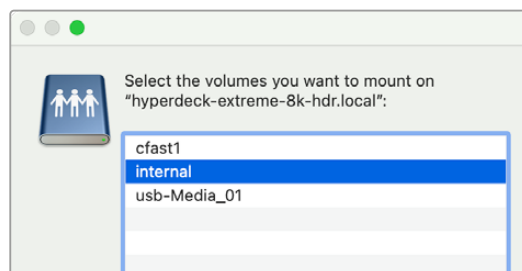 Select the volumes you want to mount on
“hyperdeck-extreme-8k-hdr.local”:
cfast1
internal
usb-Media_01